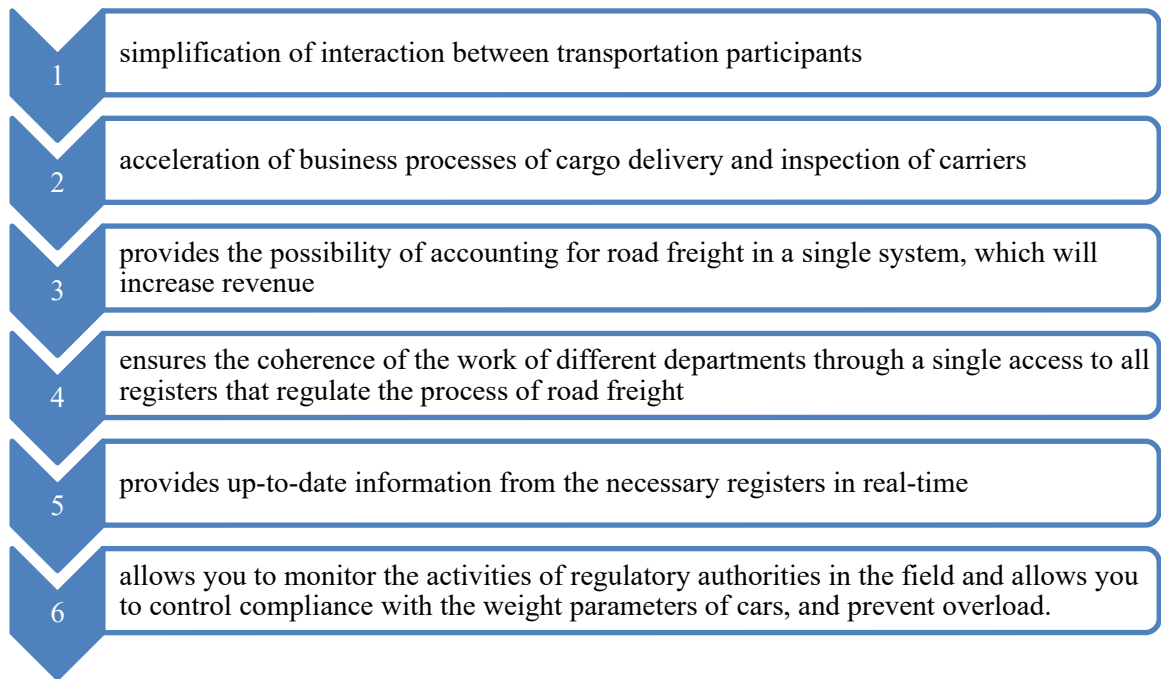 1
simplification of interaction between transportation participants
2
acceleration of business processes of cargo delivery and inspection of carriers
3
provides the possibility of accounting for road freight in a single system, which will
increase revenue
4
ensures the coherence of the work of different departments through a single access to all
registers that regulate the process of road freight
5
provides up-to-date information from the necessary registers in real-time
6
allows you to monitor the activities of regulatory authorities in the field and allows you
to control compliance with the weight parameters of cars, and prevent overload.